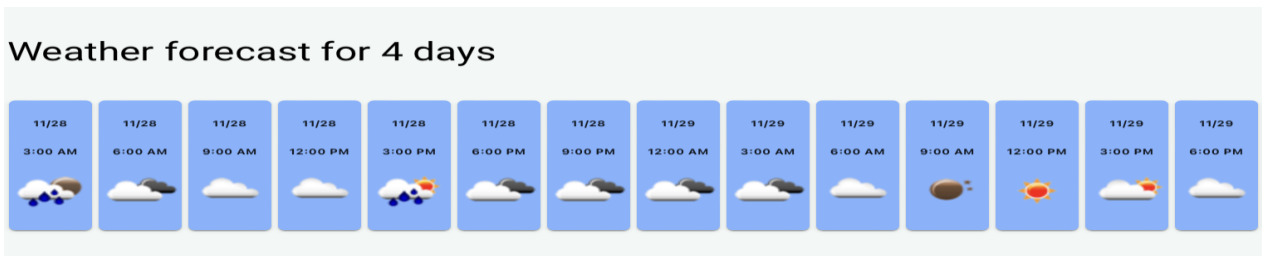 Weather forecast for 4 days
11/28 11/28 11/28 11/28 11/28 11/28 11/28 11/29 11/29 11/29 11/29 11/29 11/29 11/29
3:00 AM 6:00 AM 9:00 AM 12:00 PM 3:00 PM 6:00 PM 9:00 PM 12:00 AM 3:00 AM 6:00 AM 9:00 AM 12:00 PM 3:00 PM 6:00 PM